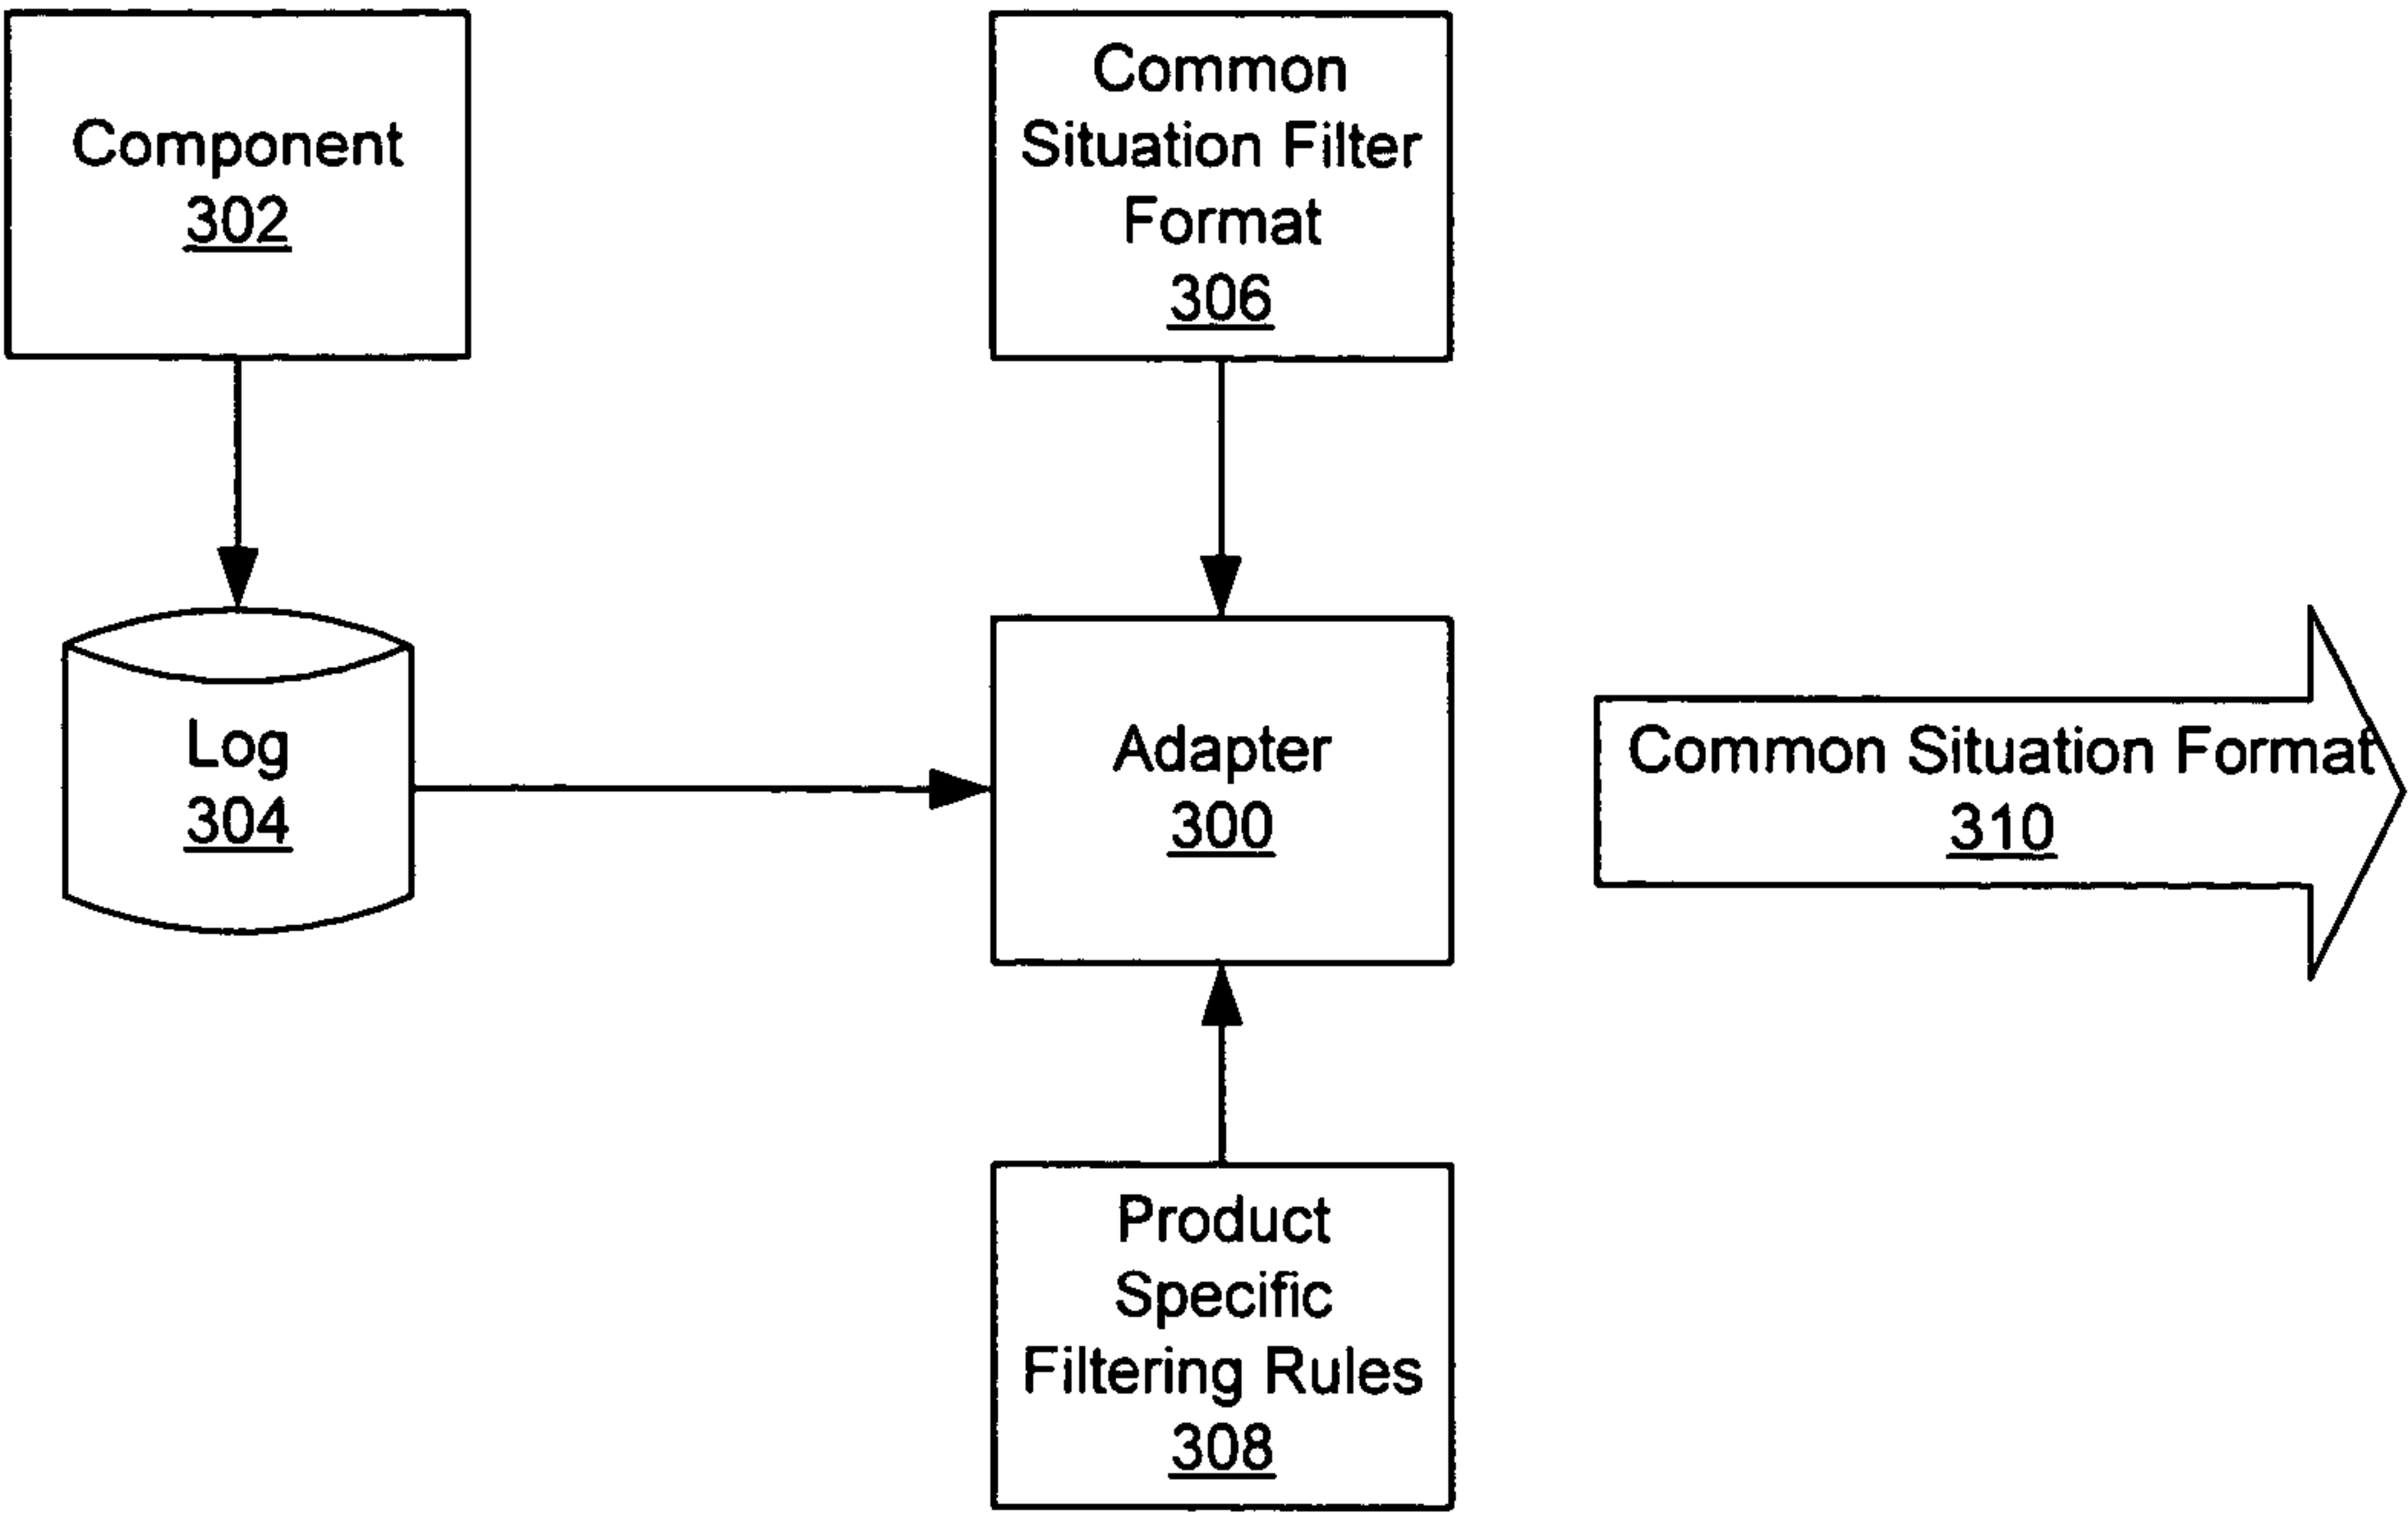 Component
302
Common
Situation Filter
Format
306
Log
304
Adapter
300
Common Situation Format
310
Product
Specific
Filtering Rules
308